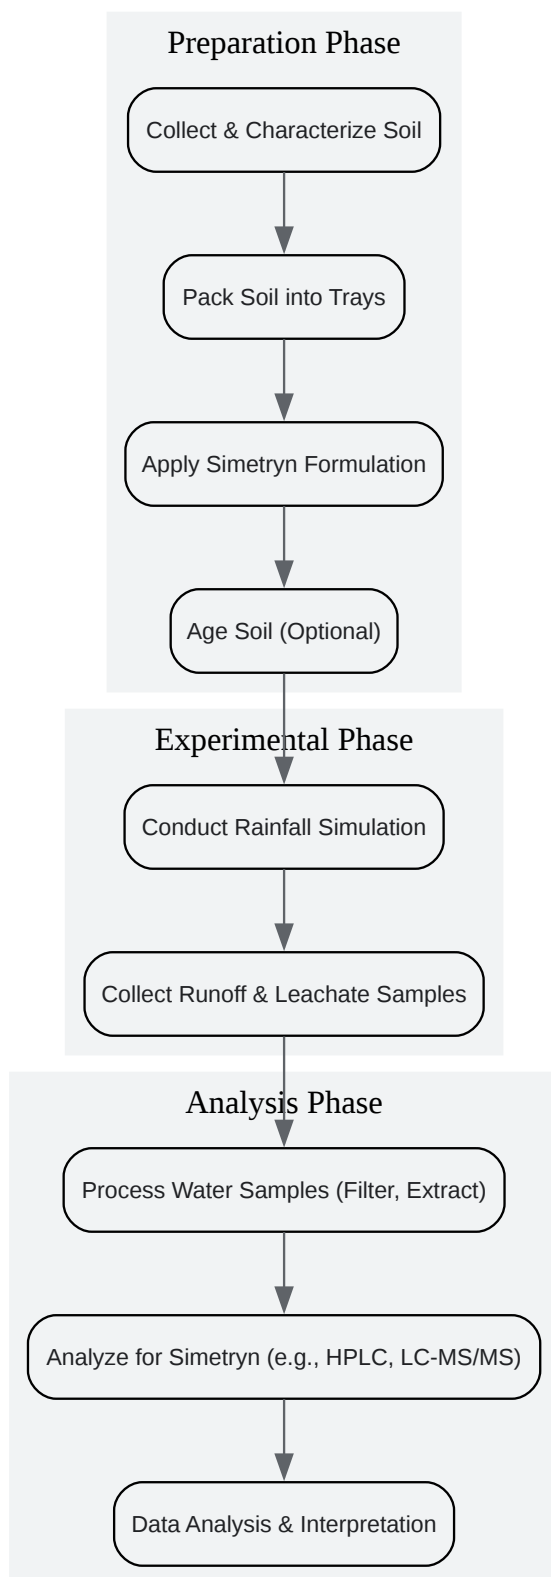 Preparation Phase
Collect & Characterize Soil
Pack Soil into Trays
Apply Simetryn Formulation
Age Soil (Optional)
Experimental Phase
Conduct Rainfall Simulation
Collect Runoff & Leachate Samples
Analysis Phase
Process Water Samples (Filter, Extract)
Analyze for Simetryn (e.g., HPLC, LC-MS/MS)
Data Analysis & Interpretation